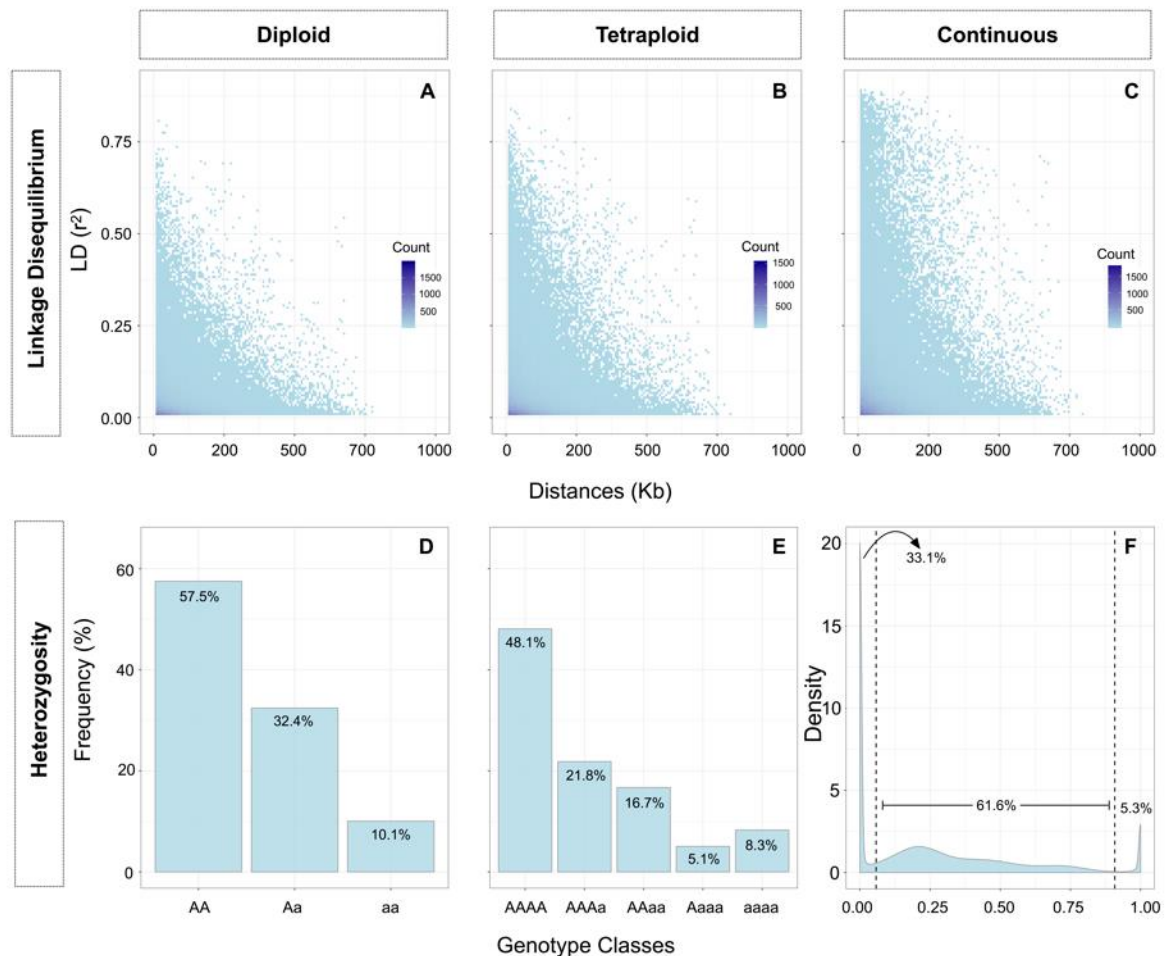 Diploid
Tetraploid
Continuous
Linkage Disequilibrium
LD (r²)
A
0.75
0.50
0.25
0.00
Count
1500
1000
500
0 200 500 700 1000
B
Count
1500
1000
500
0 200 500 700 1000
C
Count
1500
1000
500
0 200 500 700 1000
Distances (Kb)
Heterozygosity
Frequency (%)
D
60
40
20
0
57.5%
32.4%
10.1%
AA Aa aa
E
48.1%
21.8%
16.7%
5.1%
8.3%
AAAA AAAa AAaa Aaaa aaaa
Genotype Classes
F
Density
20
15
10
5
0
33.1%
61.6%
5.3%
0.00 0.25 0.50 0.75 1.00